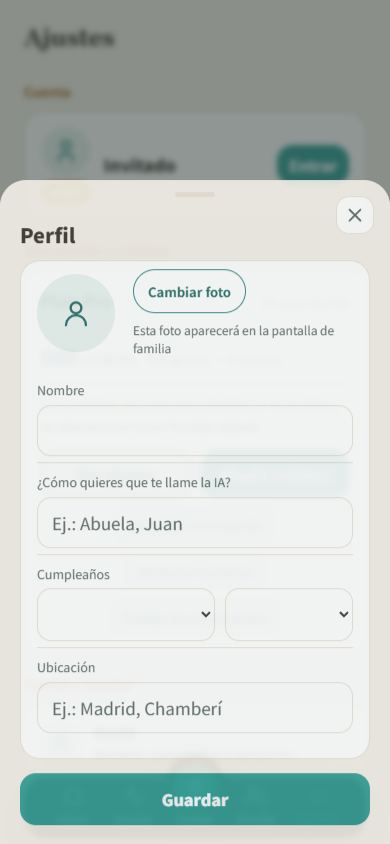 Ajustes
Cuenta
Invitado
Entrar
Perfil
Cambiar foto
Esta foto aparecerá en la pantalla de
familia
Nombre
¿Cómo quieres que te llame la IA?
Ej.: Abuela, Juan
Cumpleaños
Ubicación
Ej.: Madrid, Chamberí
Guardar